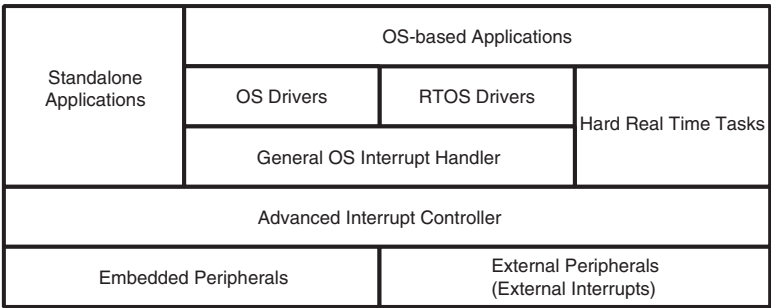 OS-based Applications
Standalone
Applications
OS Drivers
RTOS Drivers
Hard Real Time Tasks
General OS Interrupt Handler
Advanced Interrupt Controller
Embedded Peripherals
External Peripherals
(External Interrupts)